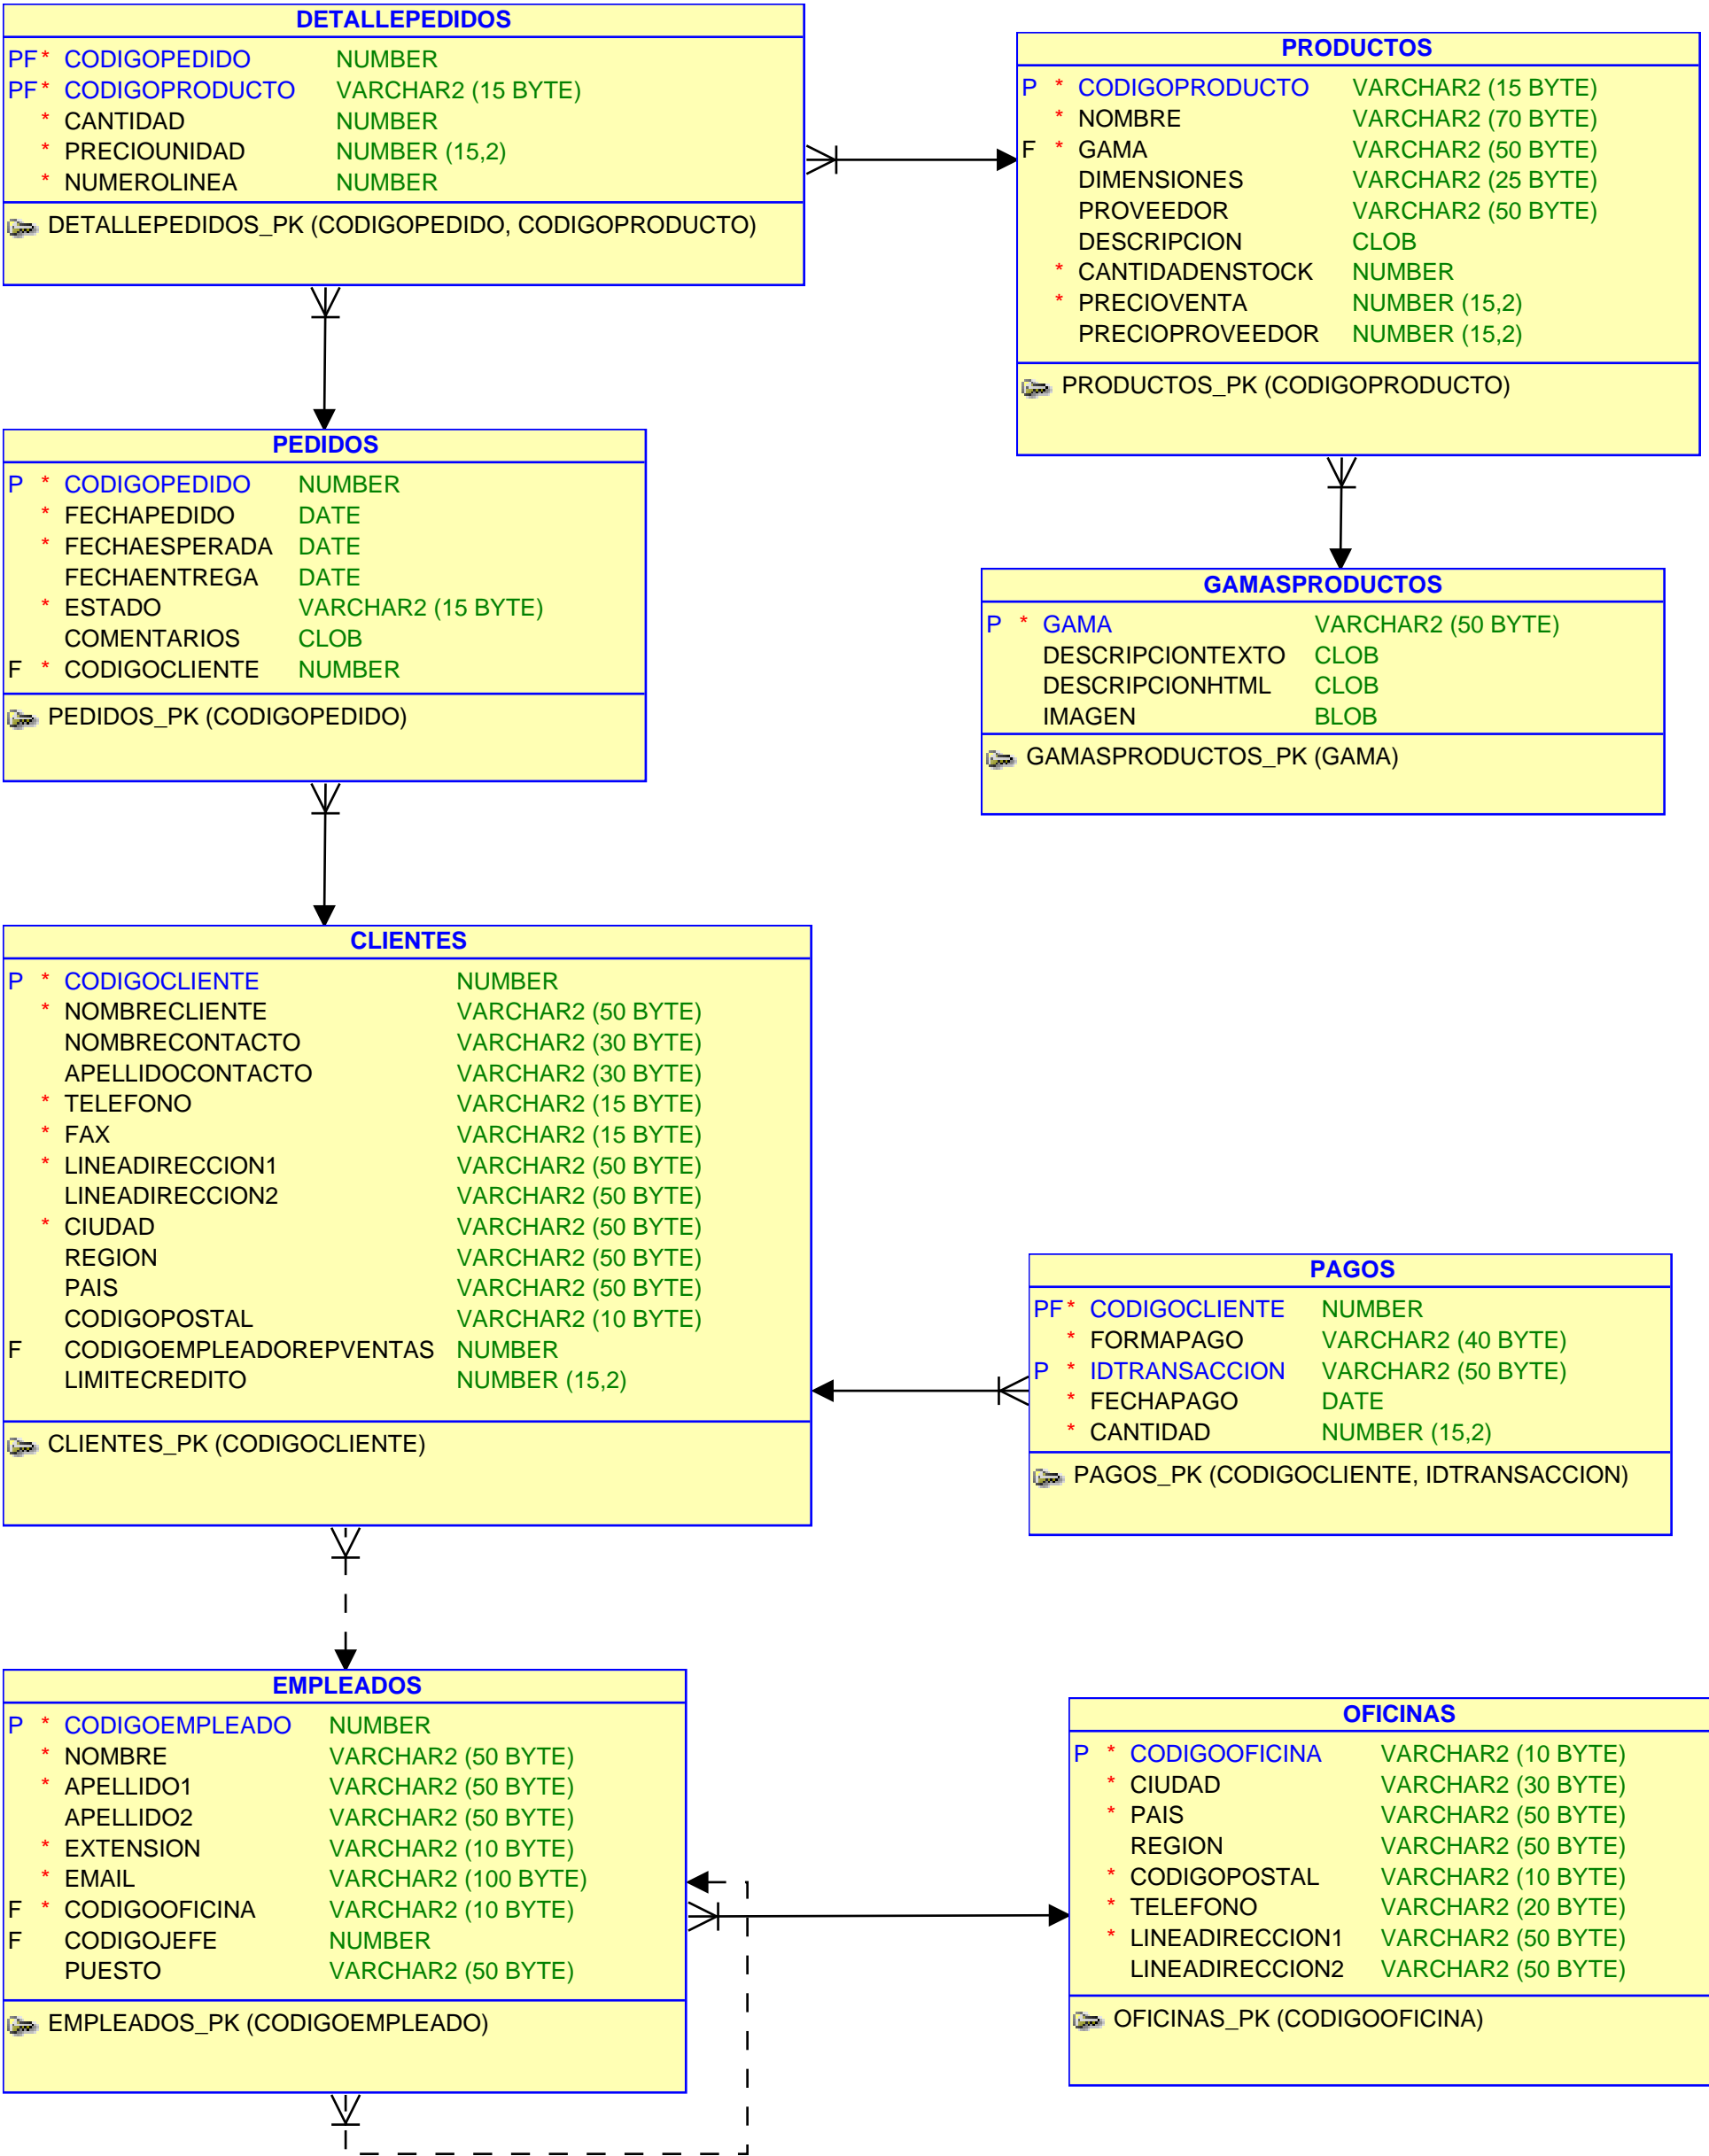 DETALLEPEDIDOS
PF * CODIGOPEDIDO NUMBER
PF * CODIGOPRODUCTO VARCHAR2 (15 BYTE)
* CANTIDAD NUMBER
* PRECIOUNIDAD NUMBER (15,2)
* NUMEROLINEA NUMBER
DETALLEPEDIDOS_PK (CODIGOPEDIDO, CODIGOPRODUCTO)
PRODUCTOS
P * CODIGOPRODUCTO VARCHAR2 (15 BYTE)
* NOMBRE VARCHAR2 (70 BYTE)
F * GAMA VARCHAR2 (50 BYTE)
DIMENSIONES VARCHAR2 (25 BYTE)
PROVEEDOR VARCHAR2 (50 BYTE)
DESCRIPCION CLOB
* CANTIDADENSTOCK NUMBER
* PRECIOVENTA NUMBER (15,2)
PRECIOPROVEEDOR NUMBER (15,2)
PRODUCTOS_PK (CODIGOPRODUCTO)
PEDIDOS
P * CODIGOPEDIDO NUMBER
* FECHAPEDIDO DATE
* FECHAESPERADA DATE
FECHAENTREGA DATE
* ESTADO VARCHAR2 (15 BYTE)
COMENTARIOS CLOB
F * CODIGOCLIENTE NUMBER
PEDIDOS_PK (CODIGOPEDIDO)
GAMASPRODUCTOS
P * GAMA VARCHAR2 (50 BYTE)
DESCRIPCIONTEXTO CLOB
DESCRIPCIONHTML CLOB
IMAGEN BLOB
GAMASPRODUCTOS_PK (GAMA)
CLIENTES
P * CODIGOCLIENTE NUMBER
* NOMBRECLIENTE VARCHAR2 (50 BYTE)
NOMBRECONTACTO VARCHAR2 (30 BYTE)
APELLIDOCONTACTO VARCHAR2 (30 BYTE)
* TELEFONO VARCHAR2 (15 BYTE)
* FAX VARCHAR2 (15 BYTE)
* LINEADIRECCION1 VARCHAR2 (50 BYTE)
LINEADIRECCION2 VARCHAR2 (50 BYTE)
* CIUDAD VARCHAR2 (50 BYTE)
REGION VARCHAR2 (50 BYTE)
PAIS VARCHAR2 (50 BYTE)
CODIGOPOSTAL VARCHAR2 (10 BYTE)
F CODIGOEMPLEADOREPVENTAS NUMBER
LIMITECREDITO NUMBER (15,2)
CLIENTES_PK (CODIGOCLIENTE)
PAGOS
PF * CODIGOCLIENTE NUMBER
* FORMAPAGO VARCHAR2 (40 BYTE)
P * IDTRANSACCION VARCHAR2 (50 BYTE)
* FECHAPAGO DATE
* CANTIDAD NUMBER (15,2)
PAGOS_PK (CODIGOCLIENTE, IDTRANSACCION)
EMPLEADOS
P * CODIGOEMPLEADO NUMBER
* NOMBRE VARCHAR2 (50 BYTE)
* APELLIDO1 VARCHAR2 (50 BYTE)
APELLIDO2 VARCHAR2 (50 BYTE)
* EXTENSION VARCHAR2 (10 BYTE)
* EMAIL VARCHAR2 (100 BYTE)
F * CODIGOOFICINA VARCHAR2 (10 BYTE)
F CODIGOJEFE NUMBER
PUESTO VARCHAR2 (50 BYTE)
EMPLEADOS_PK (CODIGOEMPLEADO)
OFICINAS
P * CODIGOOFICINA VARCHAR2 (10 BYTE)
* CIUDAD VARCHAR2 (30 BYTE)
* PAIS VARCHAR2 (50 BYTE)
REGION VARCHAR2 (50 BYTE)
* CODIGOPOSTAL VARCHAR2 (10 BYTE)
* TELEFONO VARCHAR2 (20 BYTE)
* LINEADIRECCION1 VARCHAR2 (50 BYTE)
LINEADIRECCION2 VARCHAR2 (50 BYTE)
OFICINAS_PK (CODIGOOFICINA)